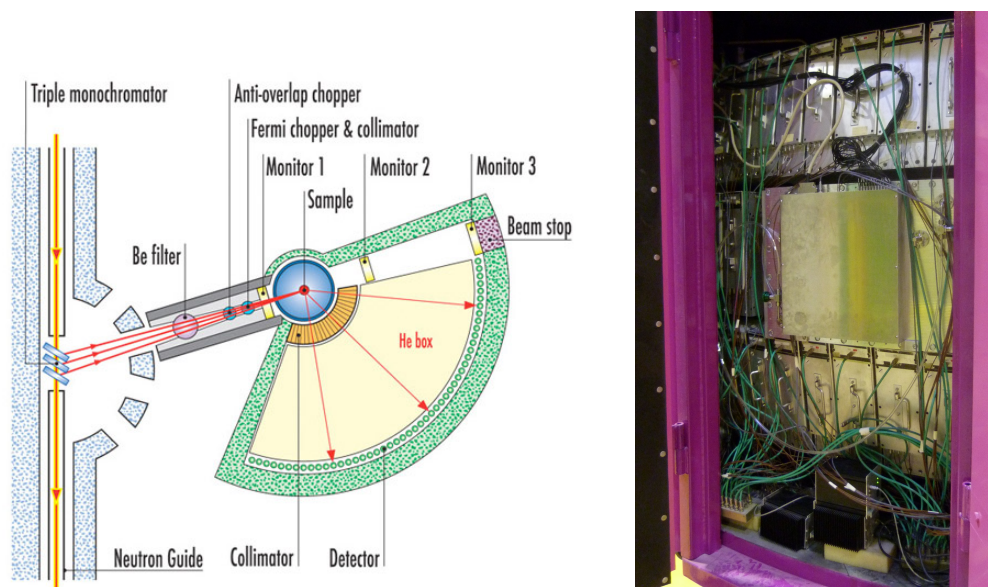 Triple monochromator
Anti-overlap chopper
Fermi chopper & collimator
Monitor 1
Monitor 2
Monitor 3
Sample
Beam stop
Be filter
He box
Neutron Guide
Collimator
Detector